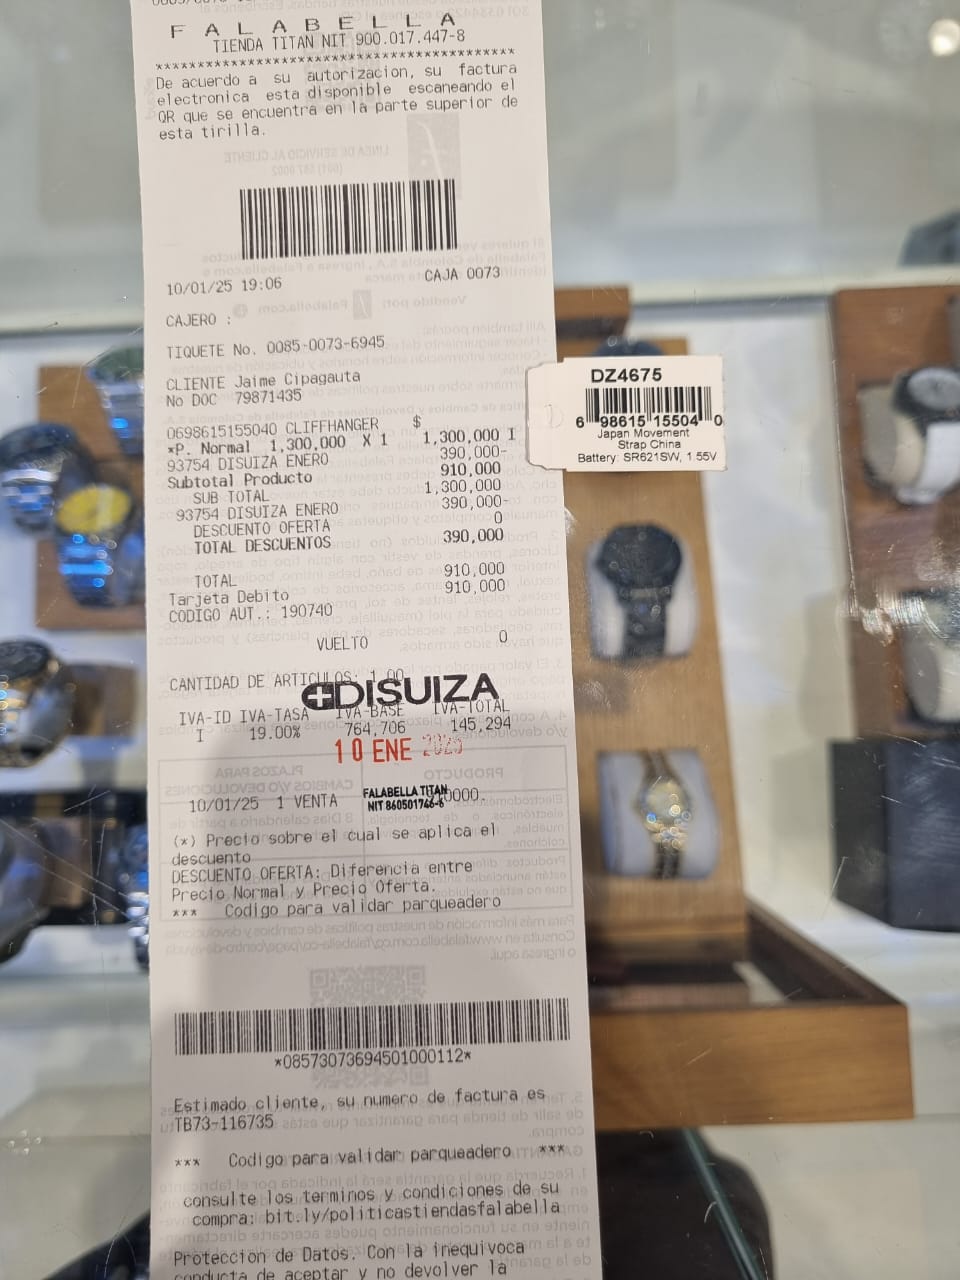 F A L A B E L L A
TIENDA TITAN NIT 900.017.447-8
**************************************************
De acuerdo a su autorizacion, su factura
electronica esta disponible escaneando el
QR que se encuentra en la parte superior de
esta tirilla.
10/01/25 19:06 CAJA 0073
CAJERO :
TIQUETE No. 0085-0073-6945
CLIENTE Jaime Cipagauta
No DOC 79871435
0698615155040 CLIFFHANGER $
*P. Normal 1,300,000 X 1 1,300,000 I
93754 DISUIZA ENERO 390,000-
Subtotal Producto 910,000
SUB TOTAL 1,300,000
93754 DISUIZA ENERO 390,000-
DESCUENTO OFERTA 0
TOTAL DESCUENTOS 390,000
TOTAL 910,000
Tarjeta Debito 910,000
CODIGO AUT.: 190740
VUELTO 0
CANTIDAD DE ARTICULOS: 1.00
DISUIZA
IVA-ID IVA-TASA IVA-BASE IVA-TOTAL
I 19.00% 764,706 145,294
10 ENE 2025
10/01/25 1 VENTA
FALABELLA TITAN
NIT 860501746-6
(*) Precio sobre el cual se aplica el
descuento
DESCUENTO OFERTA: Diferencia entre
Precio Normal y Precio Oferta.
*** Codigo para validar parqueadero
*08573073694501000112*
Estimado cliente, su numero de factura es
TB73-116735
*** Codigo para validar parqueadero ***
consulte los terminos y condiciones de su
compra: bit.ly/politicastiendasfalabella
Proteccion de Datos. Con la inequivoca
conducta de aceptar y no devolver la
DZ4675
6 98615 15504 0
Japan Movement
Strap China
Battery: SR621SW, 1.55V